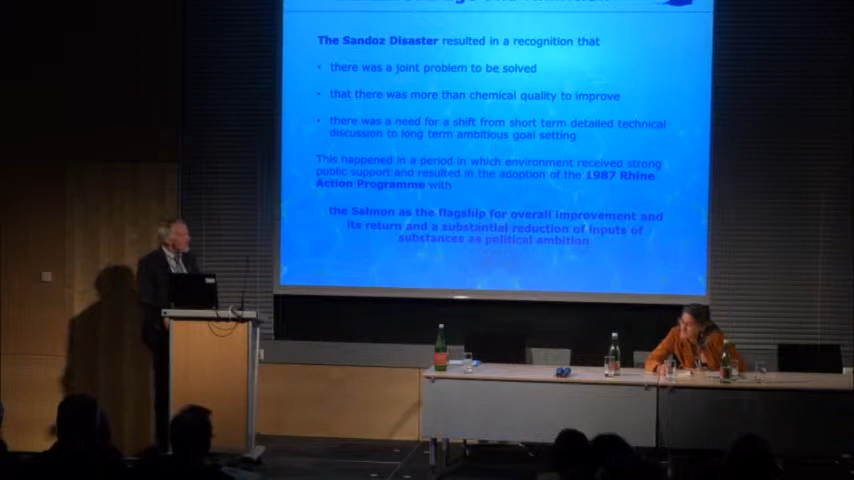 The Sandoz Disaster resulted in a recognition that
• there was a joint problem to be solved
• that there was more than chemical quality to improve
• there was a need for a shift from short term detailed technical
discussion to long term ambitious goal setting
This happened in a period in which environment received strong
public support and resulted in the adoption of the 1987 Rhine
Action Programme with
the Salmon as the flagship for overall improvement and
its return and a substantial reduction of inputs of
substances as political ambition